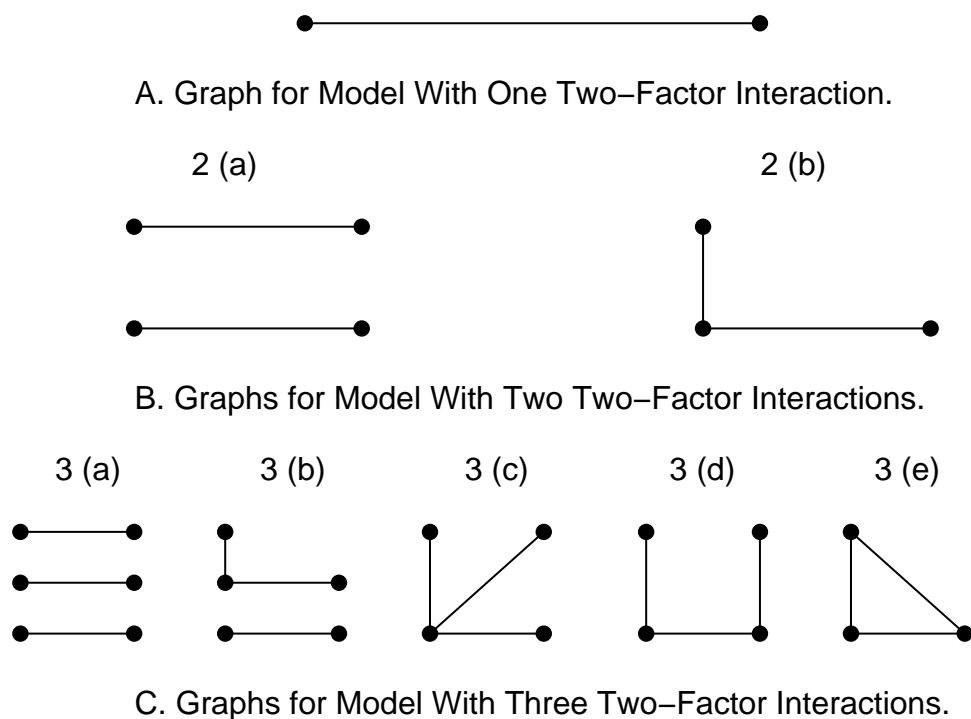 A. Graph for Model With One Two−Factor Interaction.
2 (a) 2 (b)
B. Graphs for Model With Two Two−Factor Interactions.
3 (a) 3 (b) 3 (c) 3 (d) 3 (e)
C. Graphs for Model With Three Two−Factor Interactions.